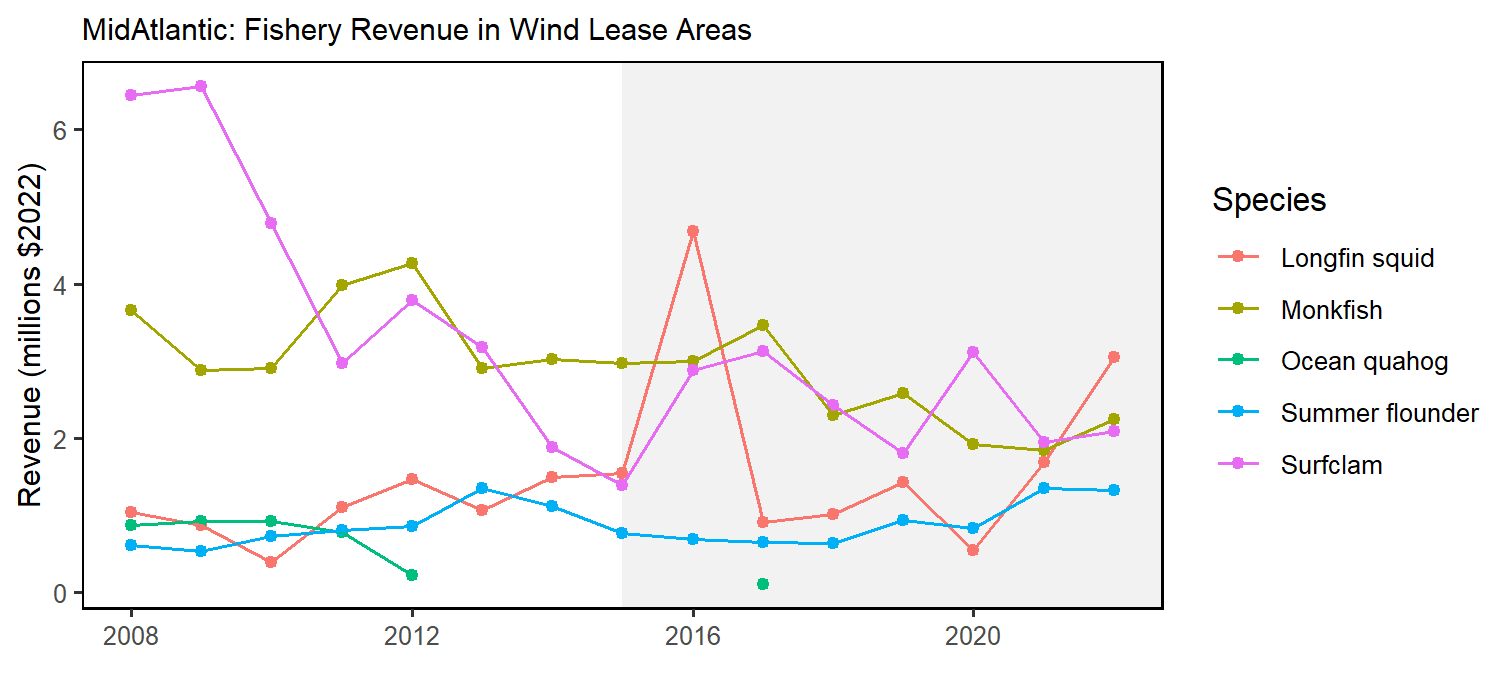 MidAtlantic: Fishery Revenue in Wind Lease Areas
Revenue (millions $2022)
6
4
2
0
2008
2012
2016
2020
Species
Longfin squid
Monkfish
Ocean quahog
Summer flounder
Surfclam